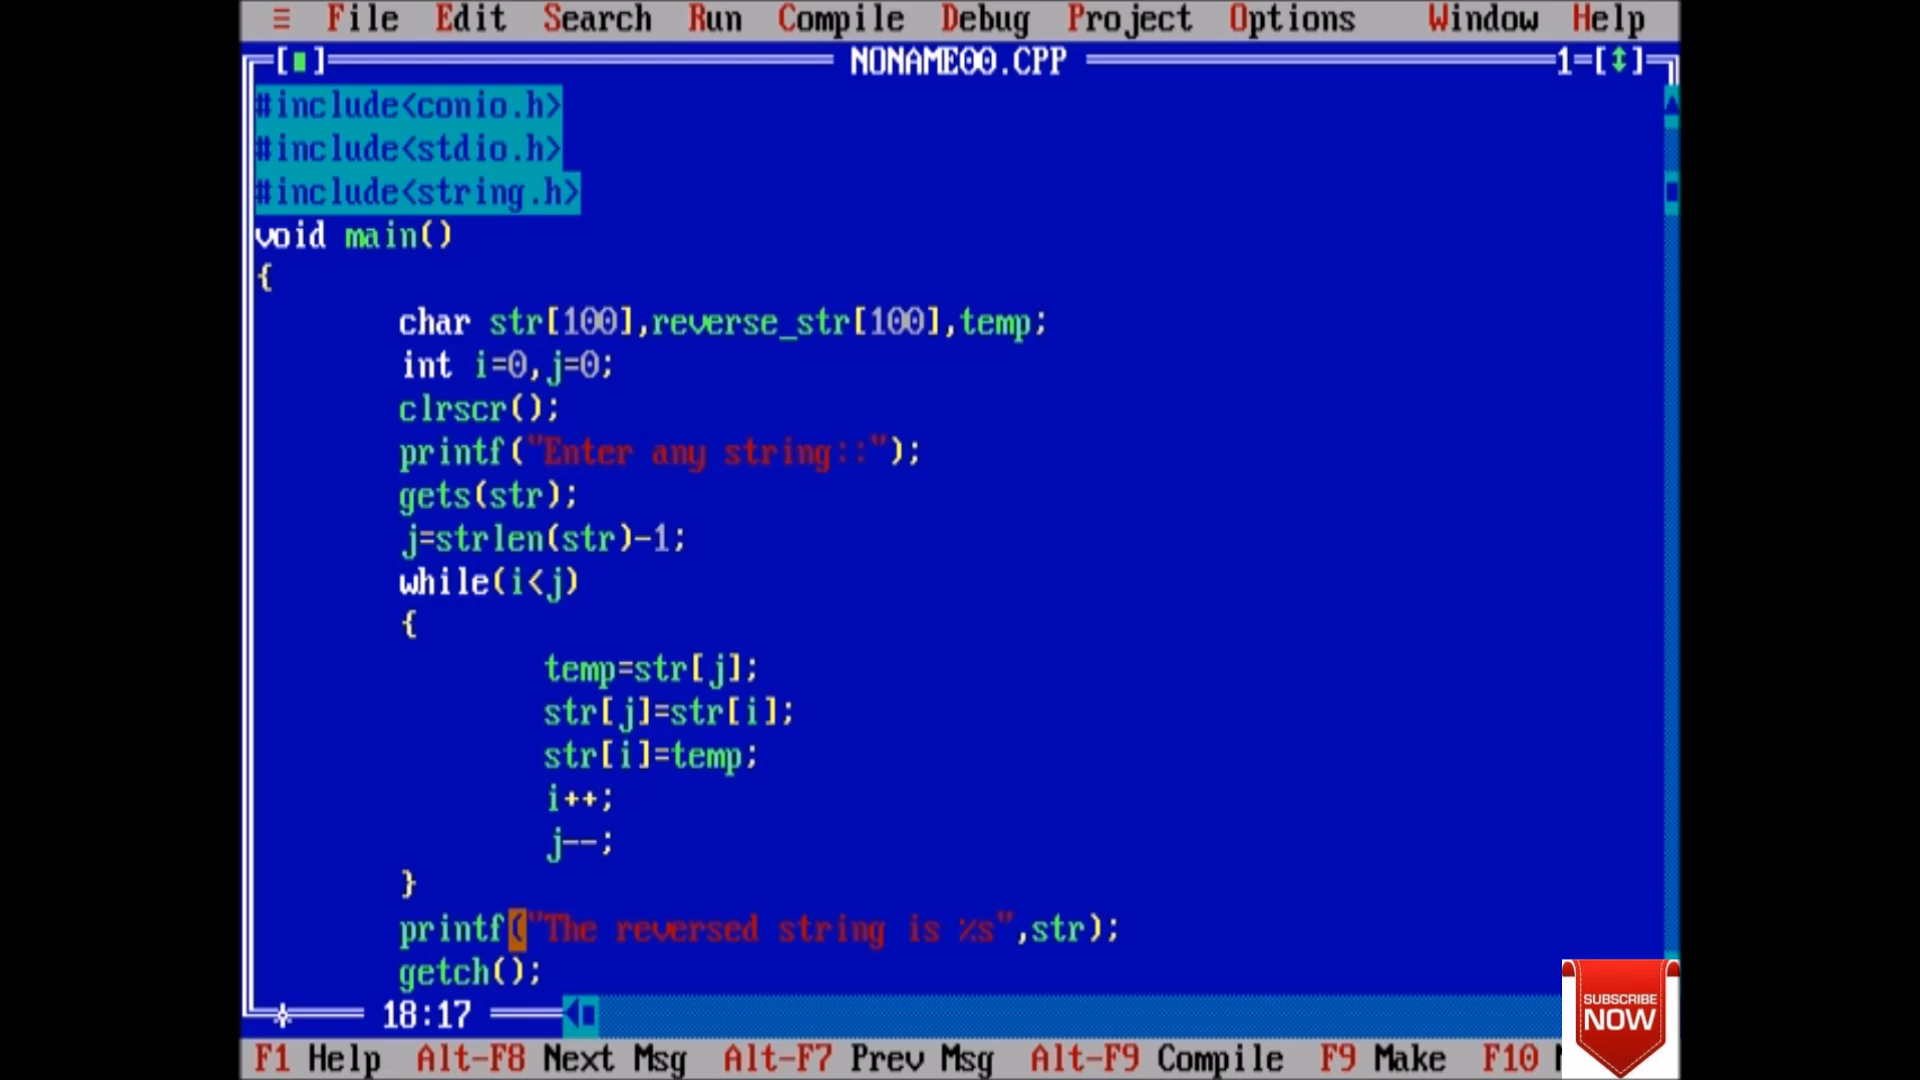 ≡ File Edit Search Run Compile Debug Project Options Window Help
[■] NONAME00.CPP 1=[↕]
#include<conio.h>
#include<stdio.h>
#include<string.h>
void main()
{
char str[100],reverse_str[100],temp;
int i=0,j=0;
clrscr();
printf("Enter any string::");
gets(str);
j=strlen(str)-1;
while(i<j)
{
temp=str[j];
str[j]=str[i];
str[i]=temp;
i++;
j--;
}
printf("The reversed string is %s",str);
getch();
18:17
F1 Help Alt-F8 Next Msg Alt-F7 Prev Msg Alt-F9 Compile F9 Make F10
SUBSCRIBE
NOW